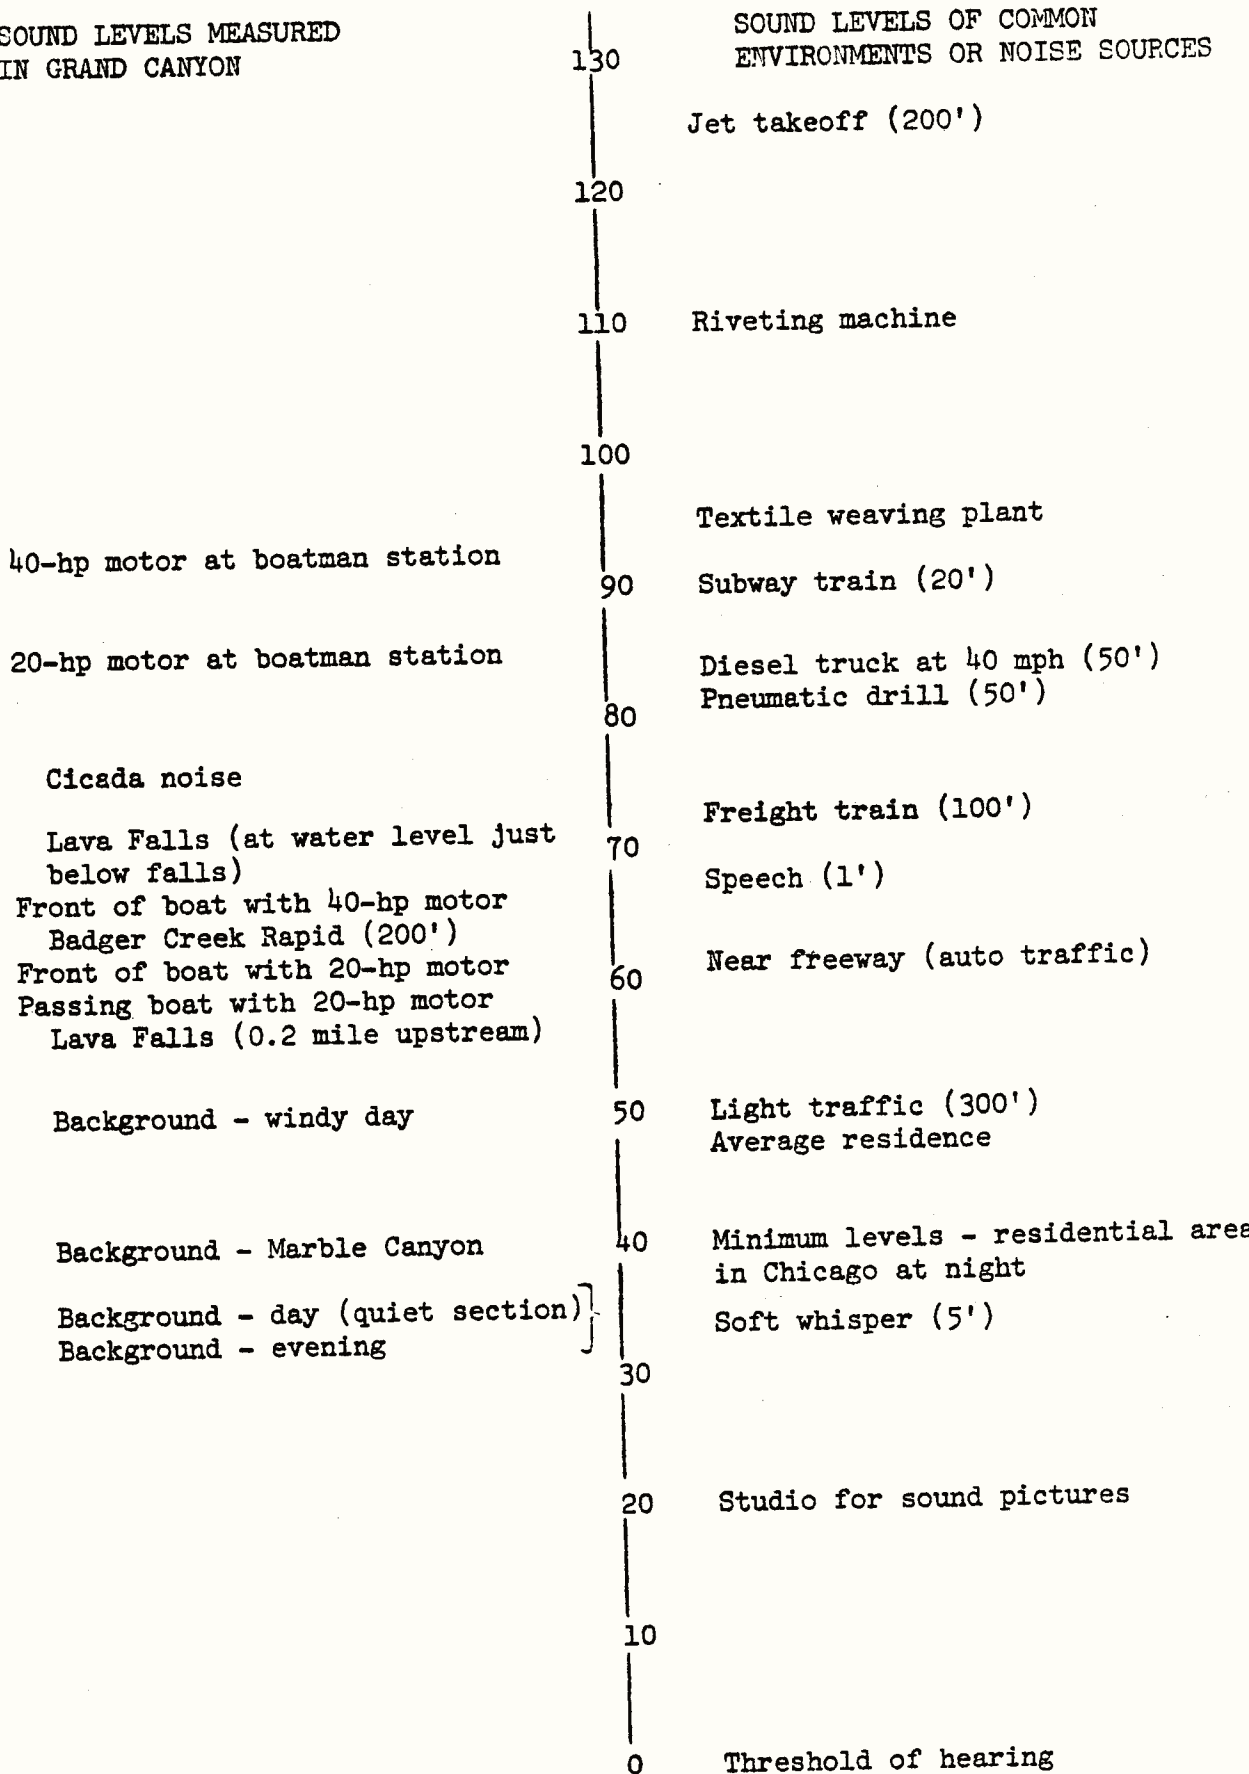 SOUND LEVELS MEASURED
IN GRAND CANYON
SOUND LEVELS OF COMMON
ENVIRONMENTS OR NOISE SOURCES
130
Jet takeoff (200')
120
110
Riveting machine
100
Textile weaving plant
40-hp motor at boatman station
90
Subway train (20')
20-hp motor at boatman station
Diesel truck at 40 mph (50')
Pneumatic drill (50')
80
Cicada noise
Freight train (100')
Lava Falls (at water level just
below falls)
70
Speech (1')
Front of boat with 40-hp motor
Badger Creek Rapid (200')
Near freeway (auto traffic)
Front of boat with 20-hp motor
60
Passing boat with 20-hp motor
Lava Falls (0.2 mile upstream)
Background - windy day
50
Light traffic (300')
Average residence
Background - Marble Canyon
40
Minimum levels - residential area
in Chicago at night
Background - day (quiet section)
Background - evening
Soft whisper (5')
30
20
Studio for sound pictures
10
0
Threshold of hearing